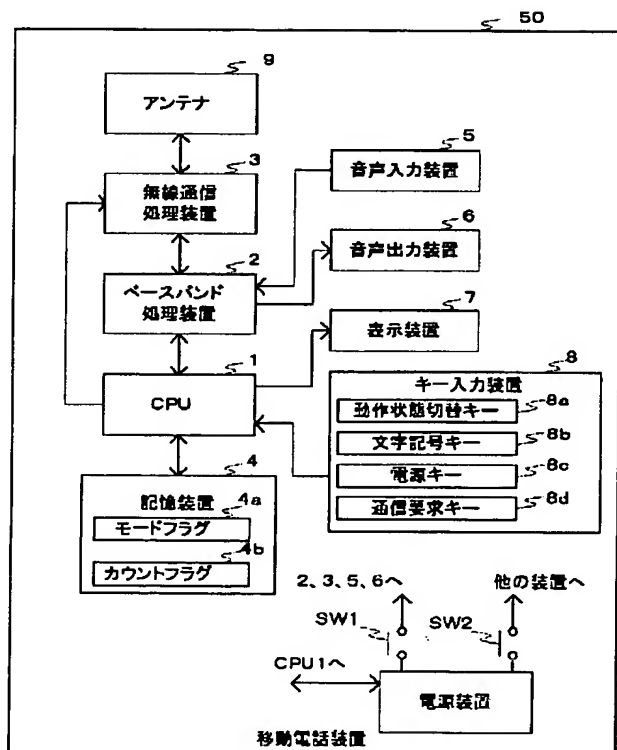 50
9
アンテナ
3
無線通信
処理装置
5
音声入力装置
6
音声出力装置
2
ベースバンド
処理装置
7
表示装置
1
CPU
8
キー入力装置
動作状態切替キー
8a
文字記号キー
8b
電源キー
8c
通信要求キー
8d
4
記憶装置
4a
モードフラグ
4b
カウントフラグ
2、3、5、6へ
他の装置へ
SW1
SW2
CPU1へ
電源装置
移動電話装置